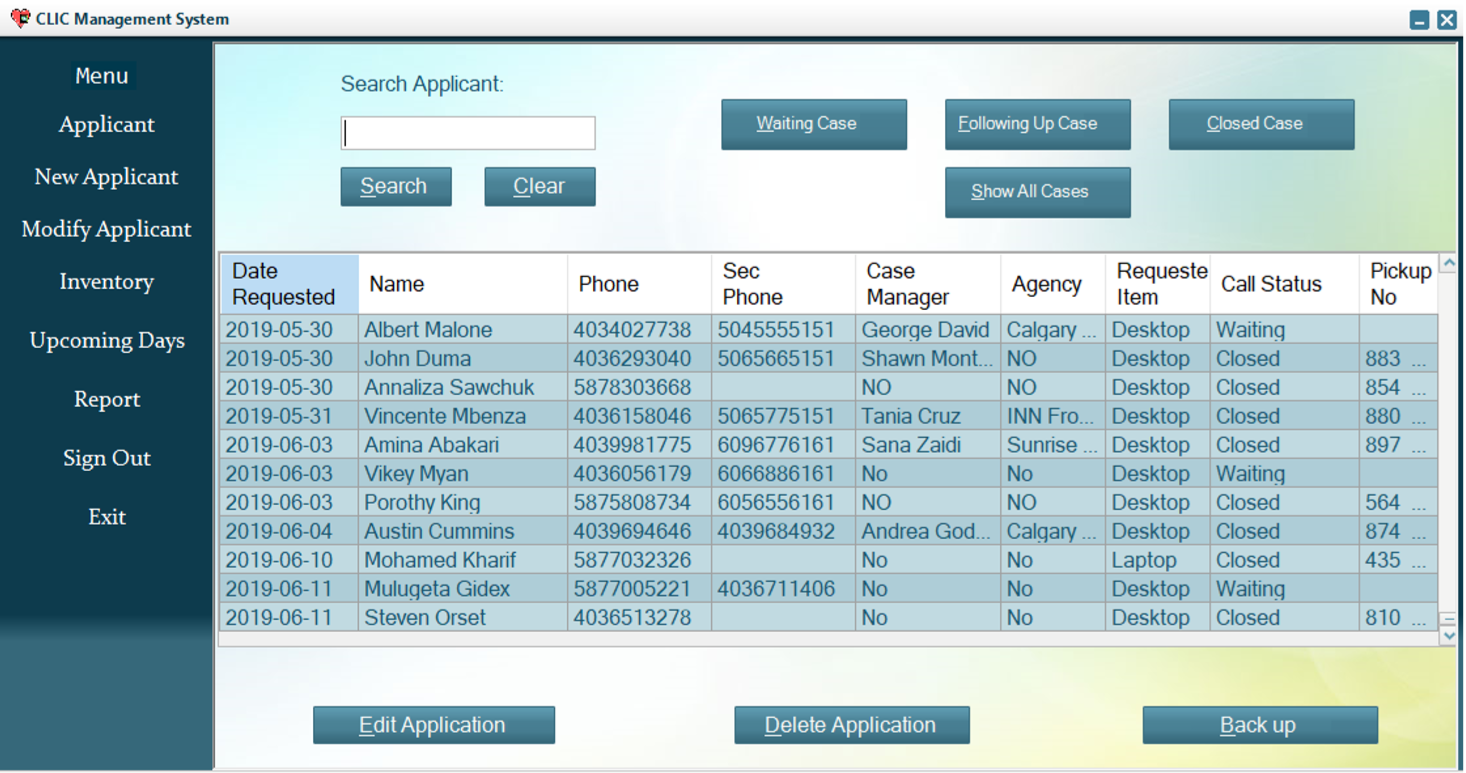 CLIC Management System
Menu
Applicant
New Applicant
Modify Applicant
Inventory
Upcoming Days
Report
Sign Out
Exit
Search Applicant:
Search Clear
Waiting Case Following Up Case Closed Case
Show All Cases
Date Requested Name Phone Sec Phone Case Manager Agency Requeste Item Call Status Pickup No
2019-05-30 Albert Malone 4034027738 5045555151 George David Calgary ... Desktop Waiting
2019-05-30 John Duma 4036293040 5065665151 Shawn Mont... NO Desktop Closed 883 ...
2019-05-30 Annaliza Sawchuk 5878303668 NO NO Desktop Closed 854 ...
2019-05-31 Vincente Mbenza 4036158046 5065775151 Tania Cruz INN Fro... Desktop Closed 880 ...
2019-06-03 Amina Abakari 4039981775 6096776161 Sana Zaidi Sunrise ... Desktop Closed 897 ...
2019-06-03 Vikey Myan 4036056179 6066886161 No No Desktop Waiting
2019-06-03 Porothy King 5875808734 6056556161 NO NO Desktop Closed 564 ...
2019-06-04 Austin Cummins 4039694646 4039684932 Andrea God... Calgary ... Desktop Closed 874 ...
2019-06-10 Mohamed Kharif 5877032326 No No Laptop Closed 435 ...
2019-06-11 Mulugeta Gidex 5877005221 4036711406 No No Desktop Waiting
2019-06-11 Steven Orset 4036513278 No No Desktop Closed 810 ...
Edit Application Delete Application Back up